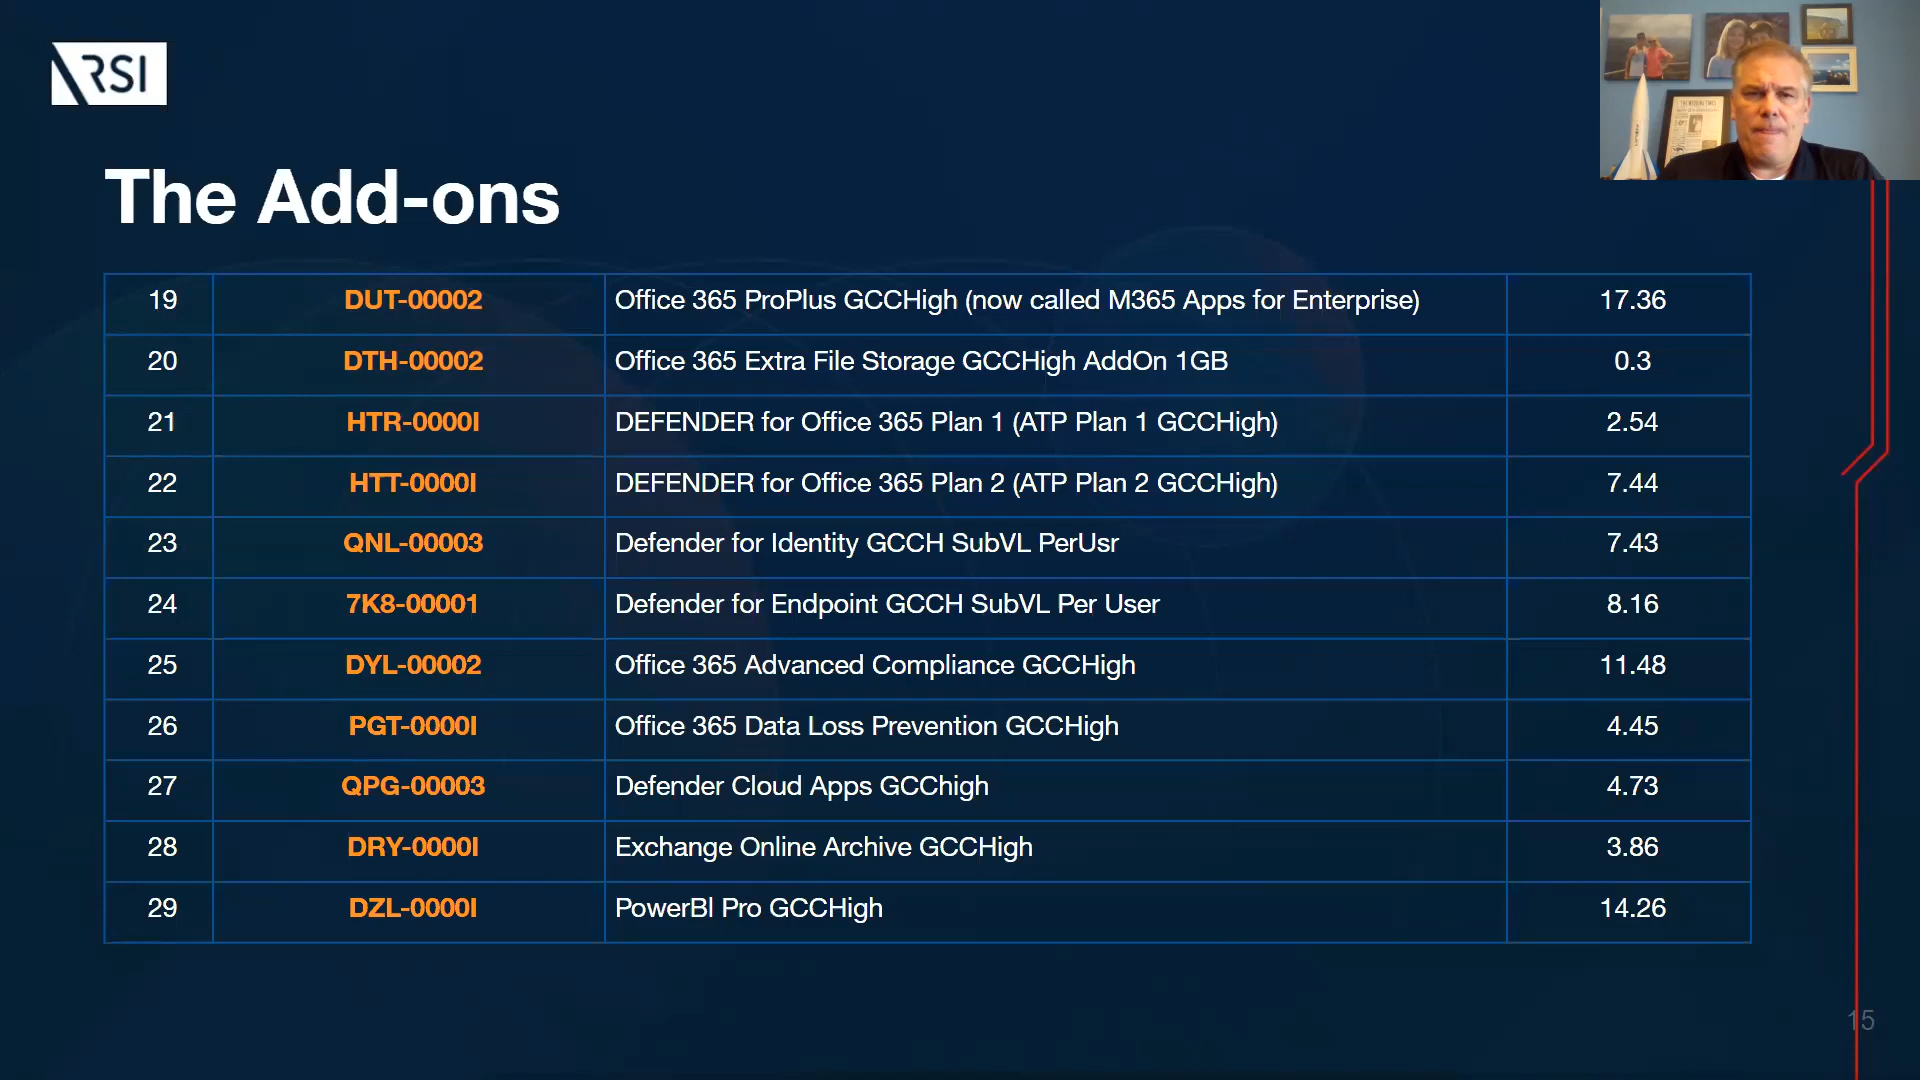 RSI
The Add-ons
19 DUT-00002 Office 365 ProPlus GCCHigh (now called M365 Apps for Enterprise) 17.36
20 DTH-00002 Office 365 Extra File Storage GCCHigh AddOn 1GB 0.3
21 HTR-0000I DEFENDER for Office 365 Plan 1 (ATP Plan 1 GCCHigh) 2.54
22 HTT-0000I DEFENDER for Office 365 Plan 2 (ATP Plan 2 GCCHigh) 7.44
23 QNL-00003 Defender for Identity GCCH SubVL PerUsr 7.43
24 7K8-00001 Defender for Endpoint GCCH SubVL Per User 8.16
25 DYL-00002 Office 365 Advanced Compliance GCCHigh 11.48
26 PGT-0000I Office 365 Data Loss Prevention GCCHigh 4.45
27 QPG-00003 Defender Cloud Apps GCChigh 4.73
28 DRY-0000I Exchange Online Archive GCCHigh 3.86
29 DZL-0000I PowerBl Pro GCCHigh 14.26
15